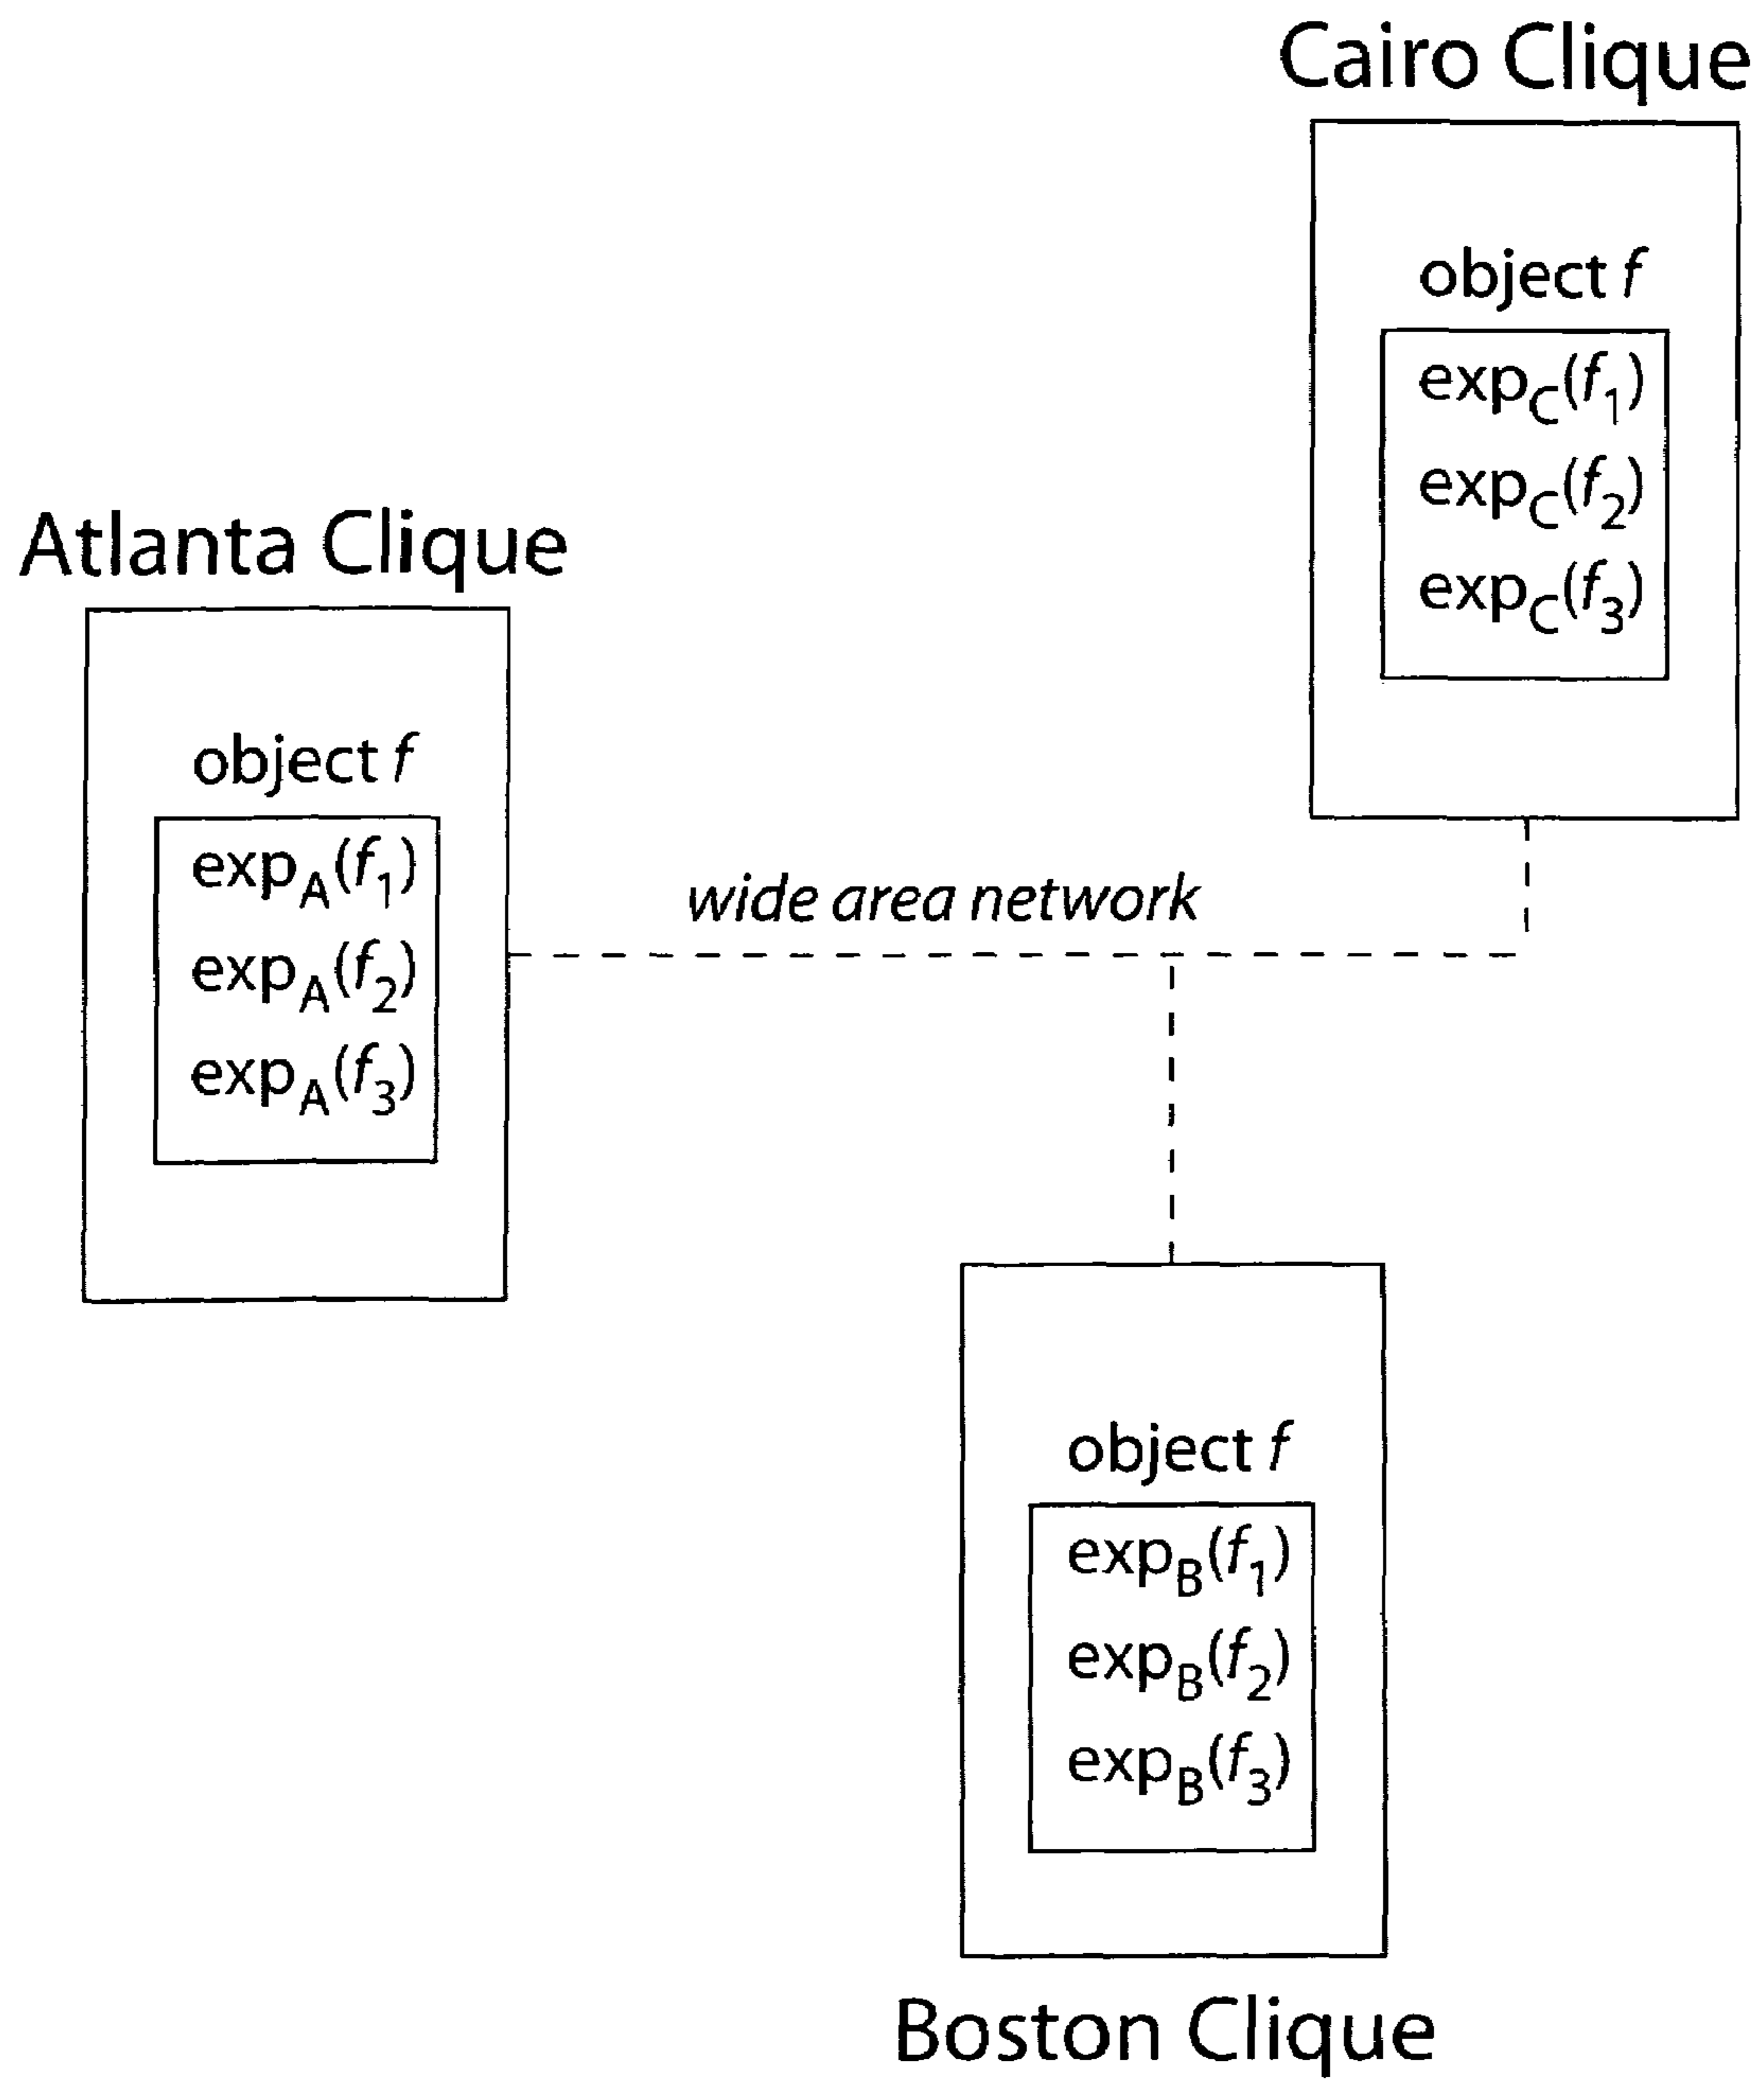 Cairo Clique
object f
exp_C(f_1)
exp_C(f_2)
exp_C(f_3)
Atlanta Clique
object f
exp_A(f_1)
exp_A(f_2)
exp_A(f_3)
wide area network
object f
exp_B(f_1)
exp_B(f_2)
exp_B(f_3)
Boston Clique